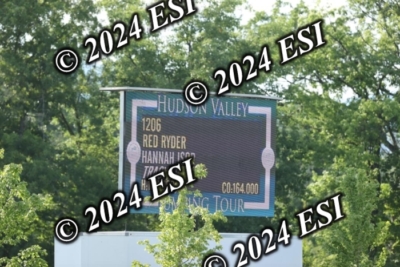 © 2024 ESI
© 2024 ESI
HUDSON VALLEY
1206
RED RYDER
HANNAH
CO:164.000
© 2024 ESI
TOUR
© 2024 ESI
© 2024 ESI